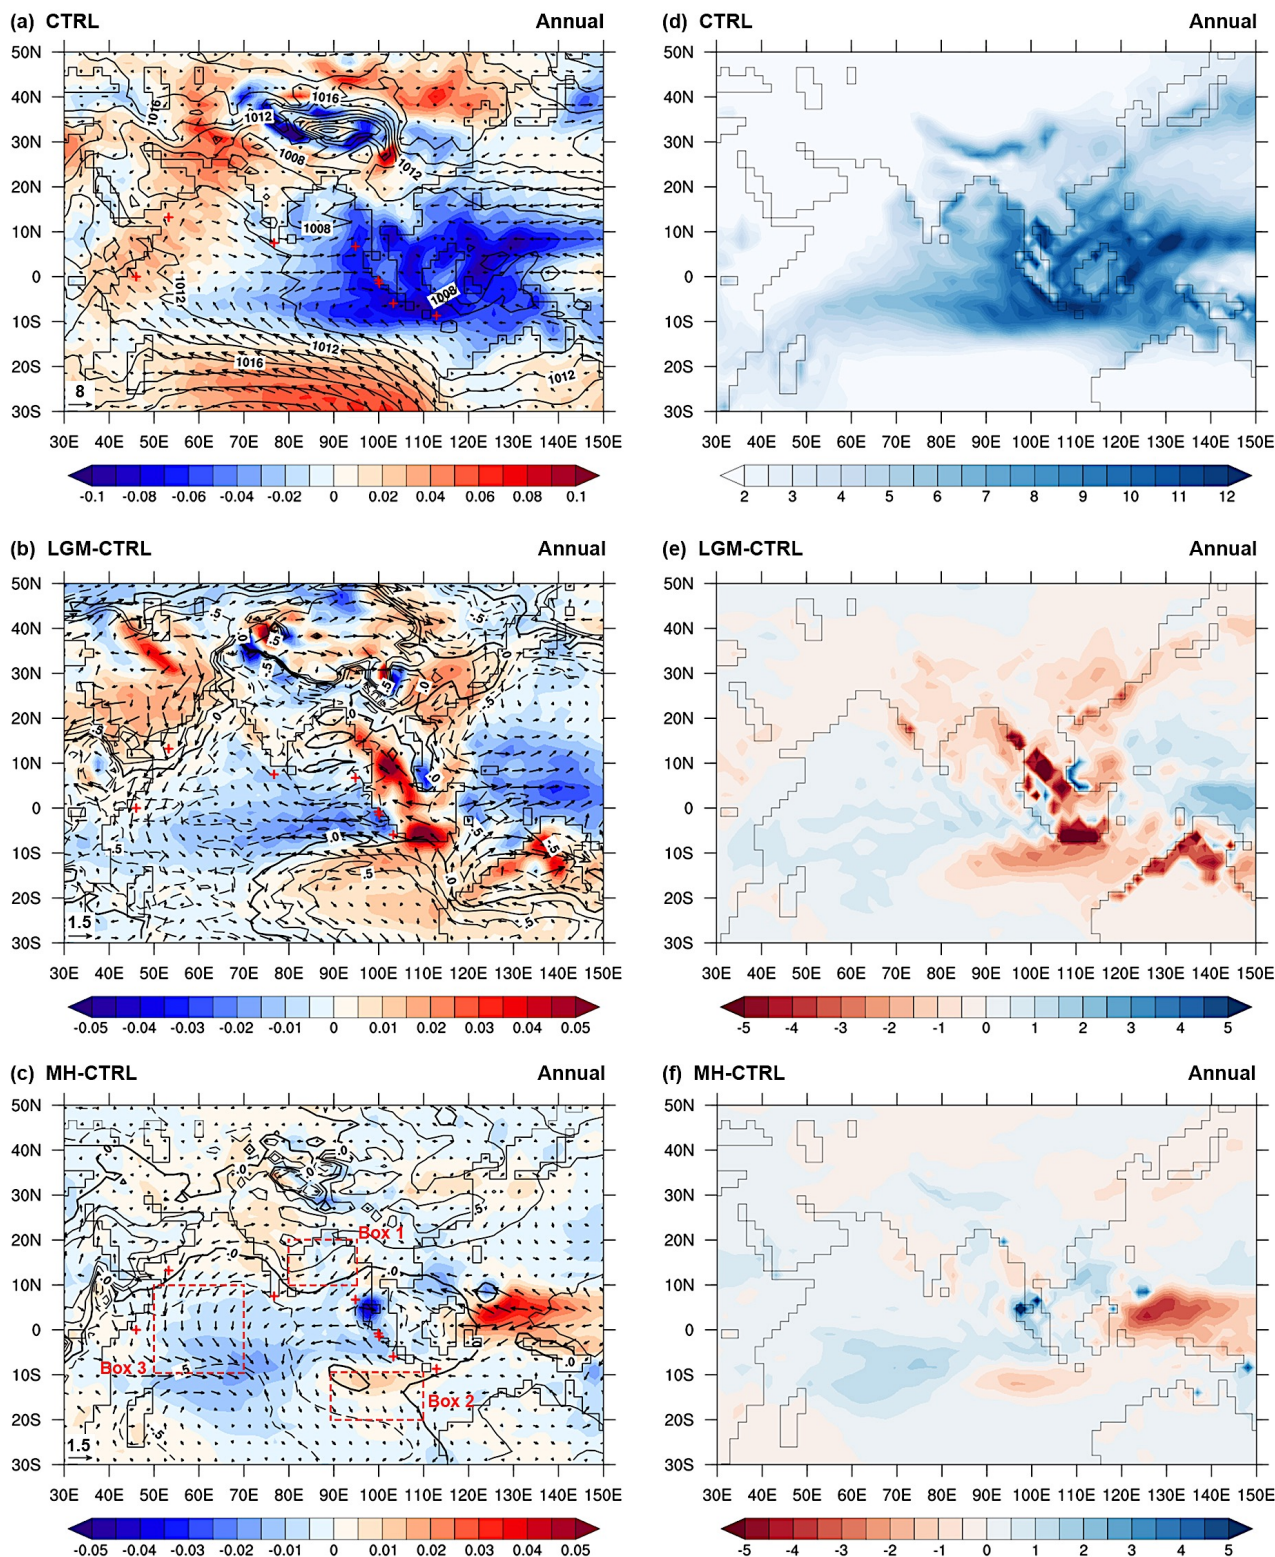 (a) CTRL Annual
50N
40N
30N
20N
10N
0
10S
20S
30S
1016
1016
1012
1008
1012
1008
1012
1008
1012
1016
1012
8
30E 40E 50E 60E 70E 80E 90E 100E 110E 120E 130E 140E 150E
-0.1 -0.08 -0.06 -0.04 -0.02 0 0.02 0.04 0.06 0.08 0.1
(d) CTRL Annual
50N
40N
30N
20N
10N
0
10S
20S
30S
30E 40E 50E 60E 70E 80E 90E 100E 110E 120E 130E 140E 150E
2 3 4 5 6 7 8 9 10 11 12
(b) LGM-CTRL Annual
50N
40N
30N
20N
10N
0
10S
20S
30S
1.5
30E 40E 50E 60E 70E 80E 90E 100E 110E 120E 130E 140E 150E
-0.05 -0.04 -0.03 -0.02 -0.01 0 0.01 0.02 0.03 0.04 0.05
(e) LGM-CTRL Annual
50N
40N
30N
20N
10N
0
10S
20S
30S
30E 40E 50E 60E 70E 80E 90E 100E 110E 120E 130E 140E 150E
-5 -4 -3 -2 -1 0 1 2 3 4 5
(c) MH-CTRL Annual
50N
40N
30N
20N
10N
0
10S
20S
30S
Box 1
Box 3
Box 2
1.5
30E 40E 50E 60E 70E 80E 90E 100E 110E 120E 130E 140E 150E
-0.05 -0.04 -0.03 -0.02 -0.01 0 0.01 0.02 0.03 0.04 0.05
(f) MH-CTRL Annual
50N
40N
30N
20N
10N
0
10S
20S
30S
30E 40E 50E 60E 70E 80E 90E 100E 110E 120E 130E 140E 150E
-5 -4 -3 -2 -1 0 1 2 3 4 5